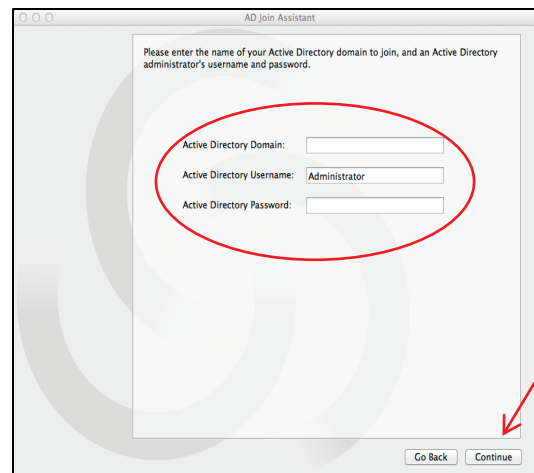 AD Join Assistant
Please enter the name of your Active Directory domain to join, and an Active Directory
administrator's username and password.
Active Directory Domain:
Active Directory Username: Administrator
Active Directory Password:
Go Back Continue